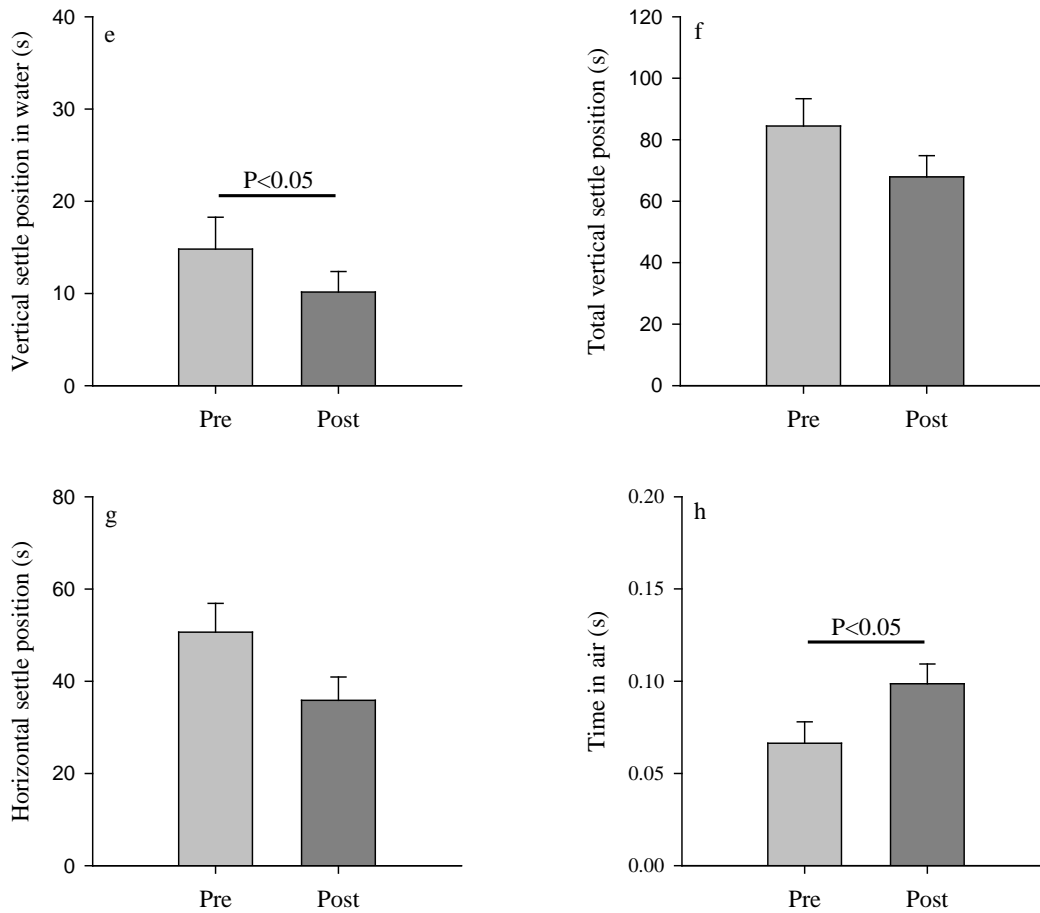 e
Vertical settle position in water (s)
40
30
20
10
0
P<0.05
Pre Post
f
Total vertical settle position (s)
120
100
80
60
40
20
0
Pre Post
g
Horizontal settle position (s)
80
60
40
20
0
Pre Post
h
Time in air (s)
0.20
0.15
0.10
0.05
0.00
P<0.05
Pre Post